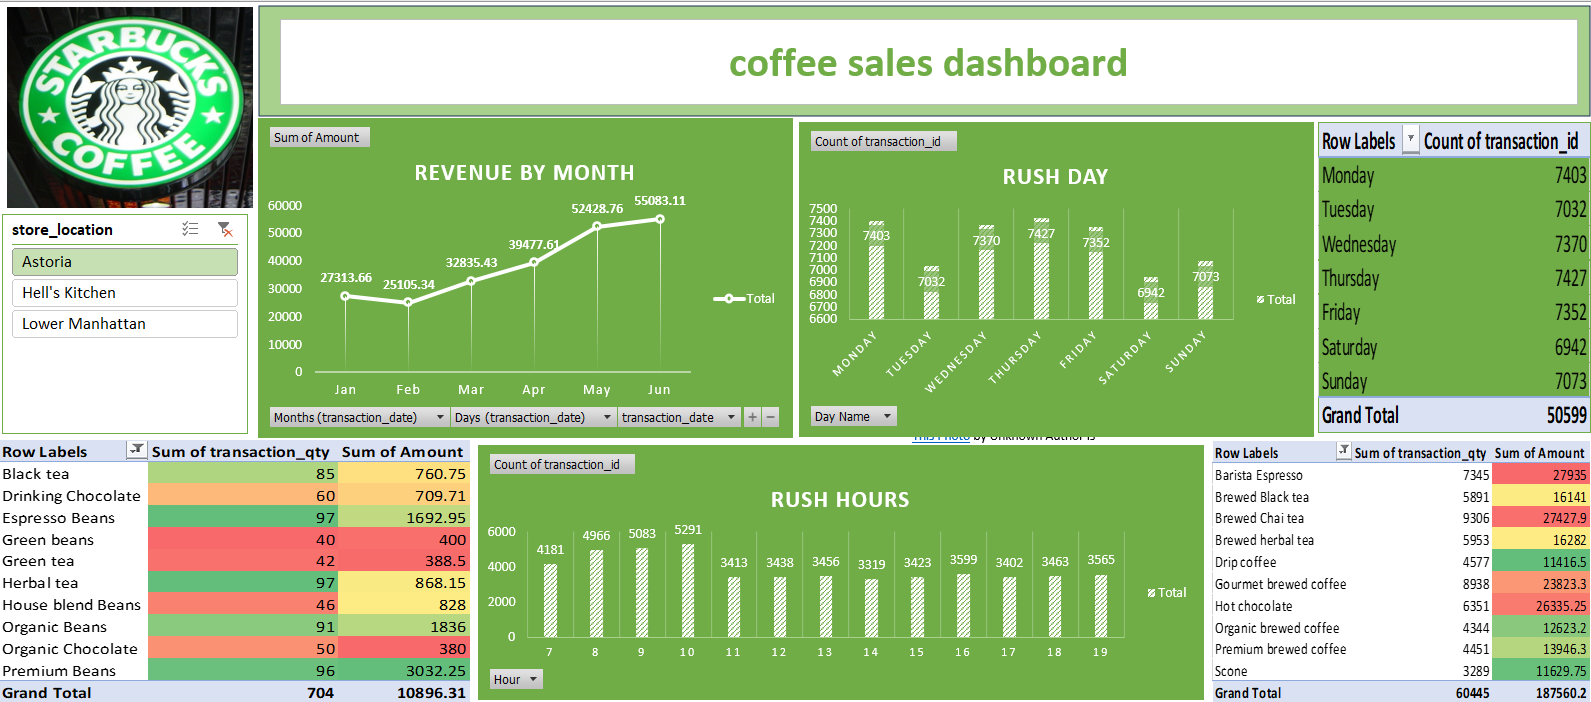 STARBUCKS
COFFEE
coffee sales dashboard
store_location
Astoria
Hell's Kitchen
Lower Manhattan
Sum of Amount
REVENUE BY MONTH
60000
50000
40000
30000
20000
10000
0
27313.66
25105.34
32835.43
39477.61
52428.76
55083.11
Jan Feb Mar Apr May Jun
Total
Months (transaction_date) Days (transaction_date) transaction_date
Count of transaction_id
RUSH DAY
7500
7400
7300
7200
7100
7000
6900
6800
6700
6600
7403 7032 7370 7427 7352 6942 7073
MONDAY TUESDAY WEDNESDAY THURSDAY FRIDAY SATURDAY SUNDAY
Total
Day Name
Row Labels Count of transaction_id
Monday 7403
Tuesday 7032
Wednesday 7370
Thursday 7427
Friday 7352
Saturday 6942
Sunday 7073
Grand Total 50599
Row Labels Sum of transaction_qty Sum of Amount
Black tea 85 760.75
Drinking Chocolate 60 709.71
Espresso Beans 97 1692.95
Green beans 40 400
Green tea 42 388.5
Herbal tea 97 868.15
House blend Beans 46 828
Organic Beans 91 1836
Organic Chocolate 50 380
Premium Beans 96 3032.25
Grand Total 704 10896.31
This Photo by Unknown Author is
Count of transaction_id
RUSH HOURS
6000
4000
2000
0
4181 4966 5083 5291 3413 3438 3456 3319 3423 3599 3402 3463 3565
7 8 9 10 11 12 13 14 15 16 17 18 19
Total
Hour
Row Labels Sum of transaction_qty Sum of Amount
Barista Espresso 7345 27935
Brewed Black tea 5891 16141
Brewed Chai tea 9306 27427.9
Brewed herbal tea 5953 16282
Drip coffee 4577 11416.5
Gourmet brewed coffee 8938 23823.3
Hot chocolate 6351 26335.25
Organic brewed coffee 4344 12623.2
Premium brewed coffee 4451 13946.3
Scone 3289 11629.75
Grand Total 60445 187560.2